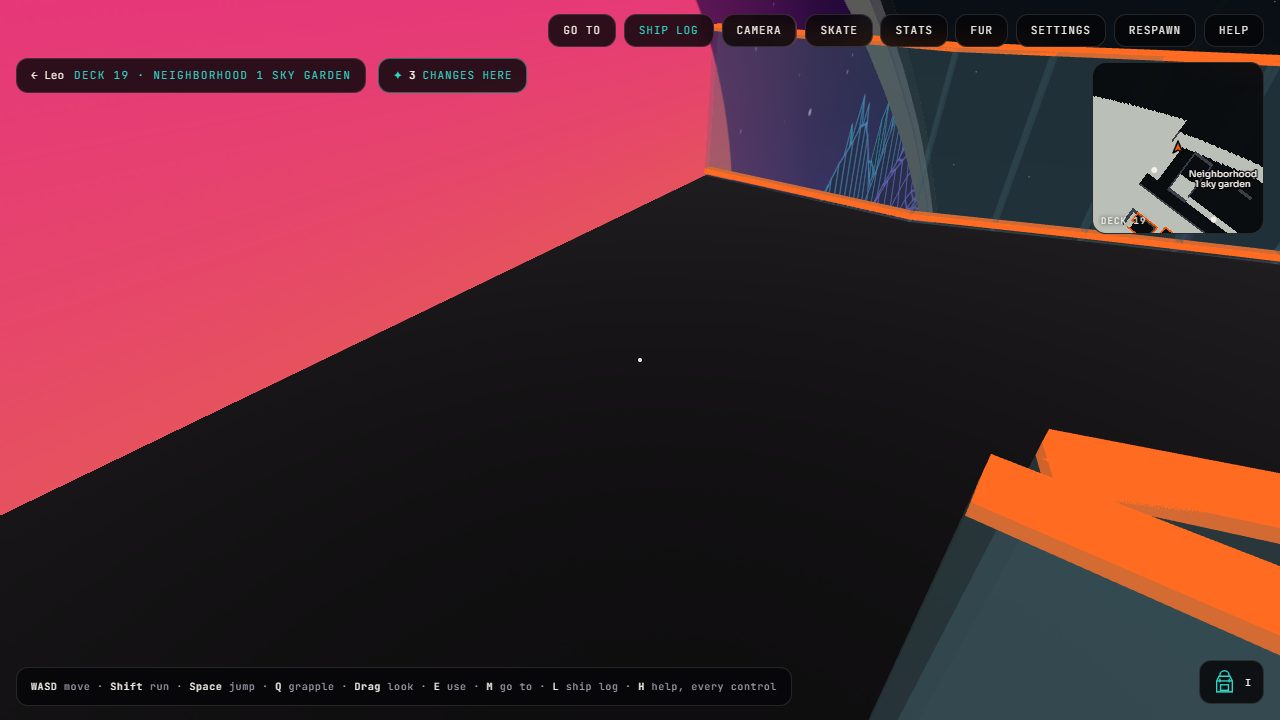 GO TO
SHIP LOG
CAMERA
SKATE
STATS
FUR
SETTINGS
RESPAWN
HELP
← Leo DECK 19 · NEIGHBORHOOD 1 SKY GARDEN
✦ 3 CHANGES HERE
Neighborhood
1 sky garden
DECK 19
WASD move · Shift run · Space jump · Q grapple · Drag look · E use · M go to · L ship log · H help, every control
I